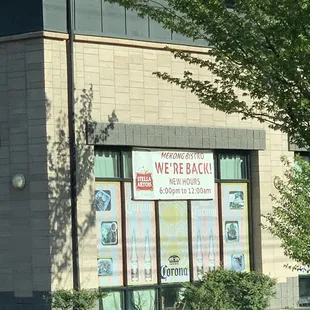 MEKONG BISTRO
STELLA
ARTOIS
WE'RE BACK!
NEW HOURS
6:00pm to 12:00am
Corona